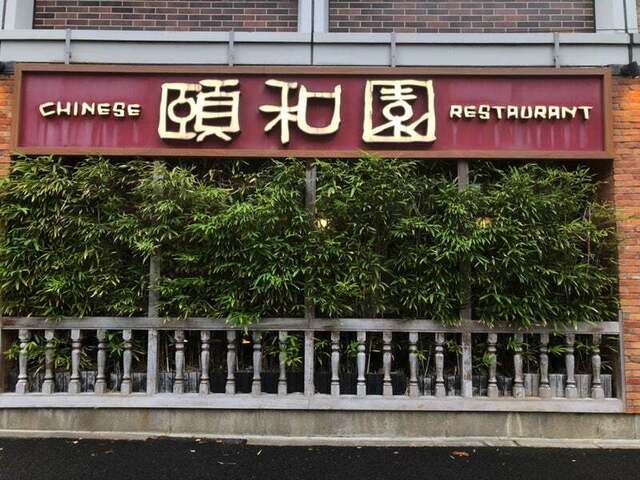 CHINESE 頤和園 RESTAURANT